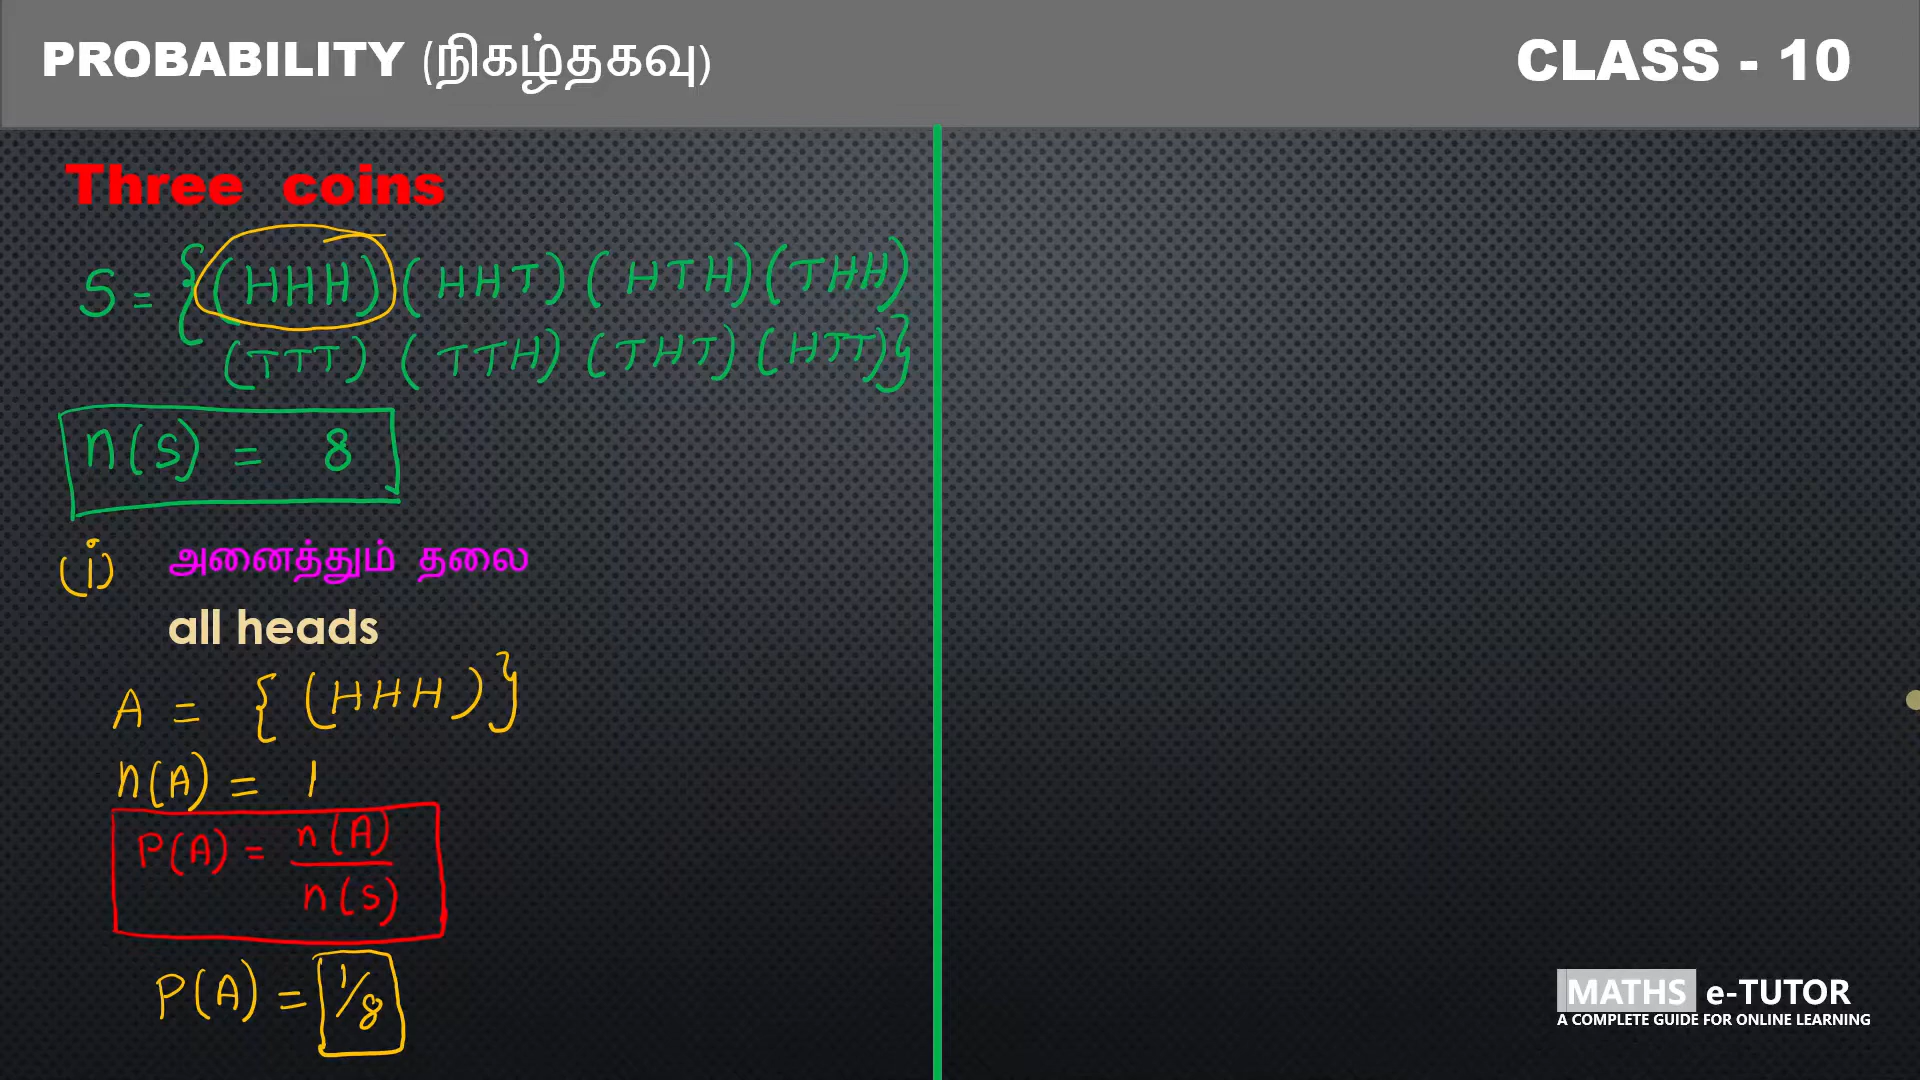 PROBABILITY (நிகழ்தகவு)
CLASS - 10
Three coins
S = {(HHH) (HHT) (HTH) (THH)
(TTT) (TTH) (THT) (HTT)}
n(S) = 8
(i) அனைத்தும் தலை
all heads
A = {(HHH)}
n(A) = 1
P(A) = n(A)
n(S)
P(A) = 1/8
MATHS e-TUTOR
A COMPLETE GUIDE FOR ONLINE LEARNING